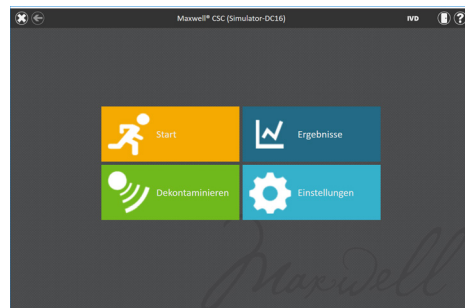 Maxwell® CSC (Simulator-DC16)
IVD
?
Start
Ergebnisse
Dekontaminieren
Einstellungen
Maxwell